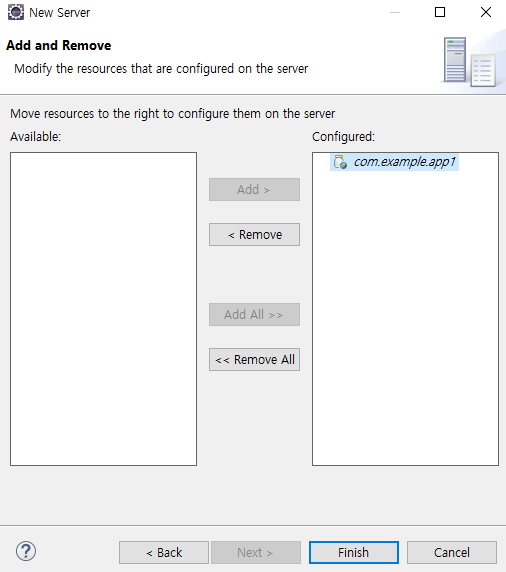 New Server
Add and Remove
Modify the resources that are configured on the server
Move resources to the right to configure them on the server
Available:
Configured:
com.example.app1
Add >
< Remove
Add All >>
<< Remove All
?
< Back
Next >
Finish
Cancel